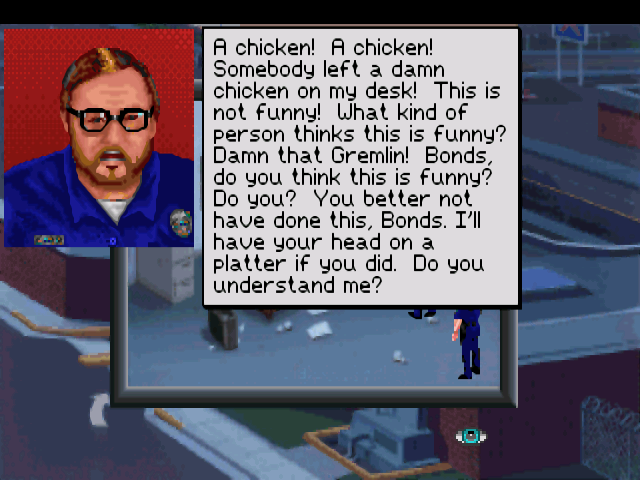 A chicken!  A chicken!
Somebody left a damn
chicken on my desk!  This is
not funny!  What kind of
person thinks this is funny?
Damn that Gremlin!  Bonds,
do you think this is funny?
Do you?  You better not
have done this, Bonds. I'll
have your head on a
platter if you did.  Do you
understand me?